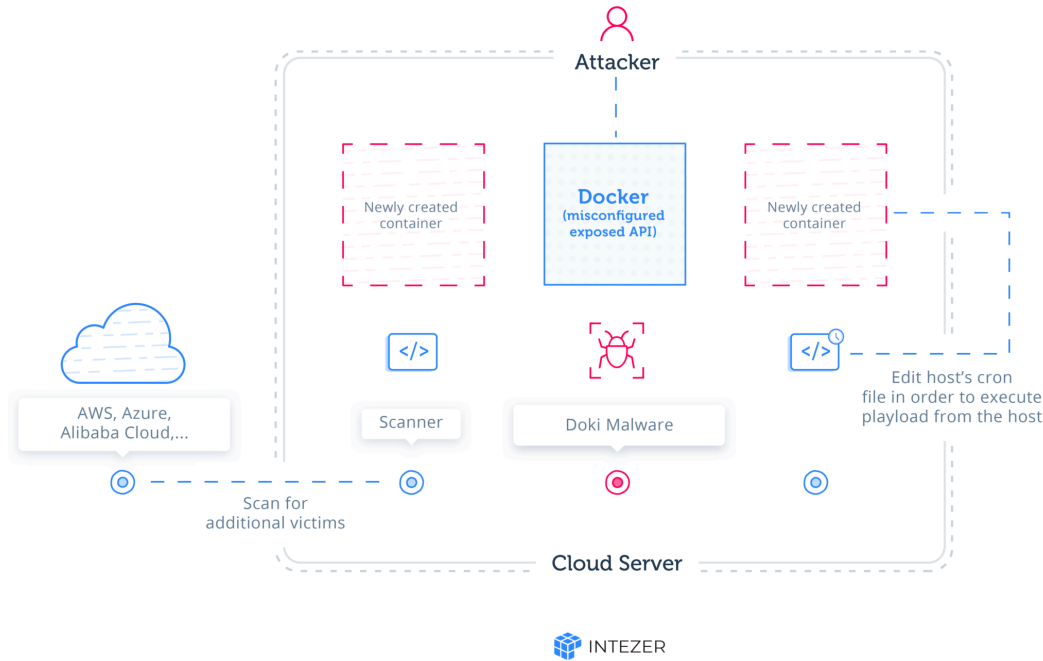 Attacker
Newly created
container
Docker
(misconfigured
exposed API)
Newly created
container
</>
</>
AWS, Azure,
Alibaba Cloud,...
Scanner
Doki Malware
Edit host's cron
file in order to execute
playload from the host
Scan for
additional victims
Cloud Server
INTEZER